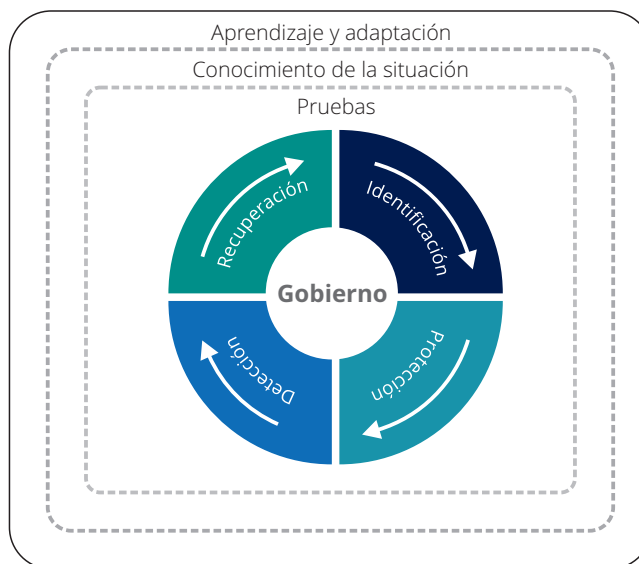 Aprendizaje y adaptación
Conocimiento de la situación
Pruebas
Recuperación
Identificación
Gobierno
Detección
Protección